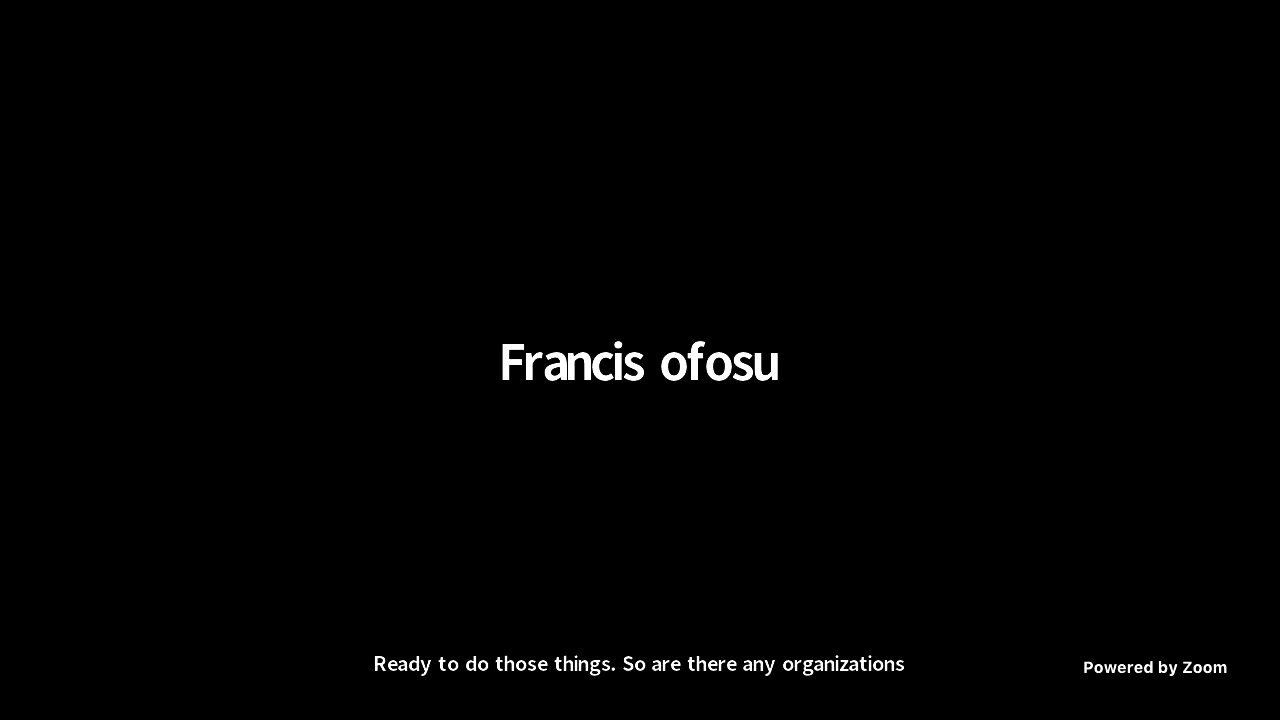 Francis ofosu
Ready to do those things. So are there any organizations
Powered by Zoom